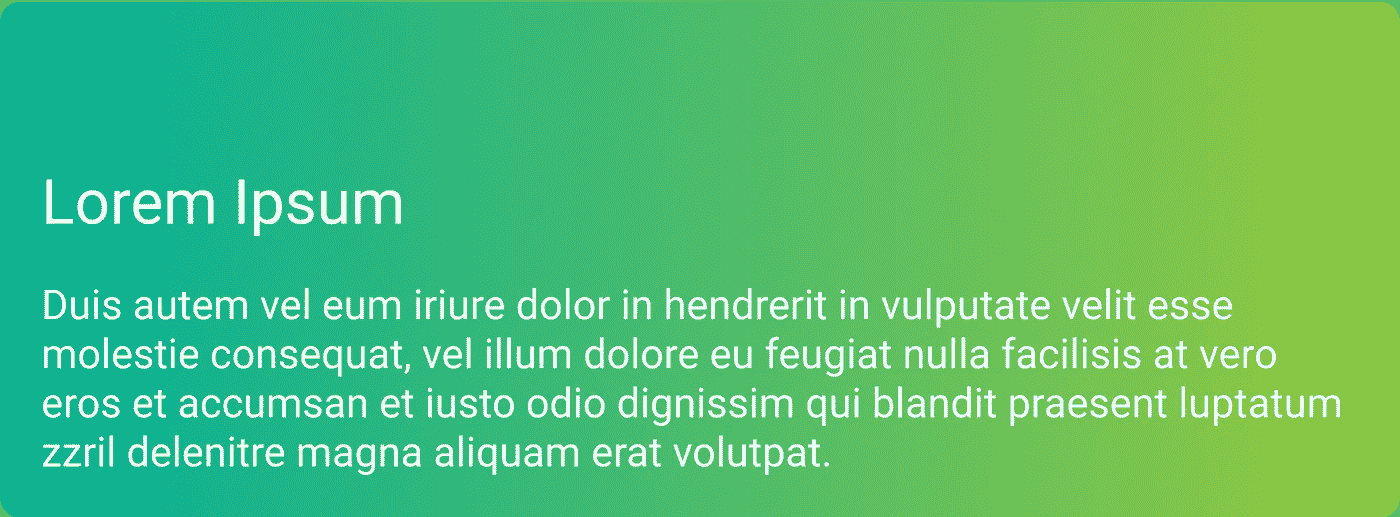 Lorem Ipsum
Duis autem vel eum iriure dolor in hendrerit in vulputate velit esse
molestie consequat, vel illum dolore eu feugiat nulla facilisis at vero
eros et accumsan et iusto odio dignissim qui blandit praesent luptatum
zzril delenitre magna aliquam erat volutpat.